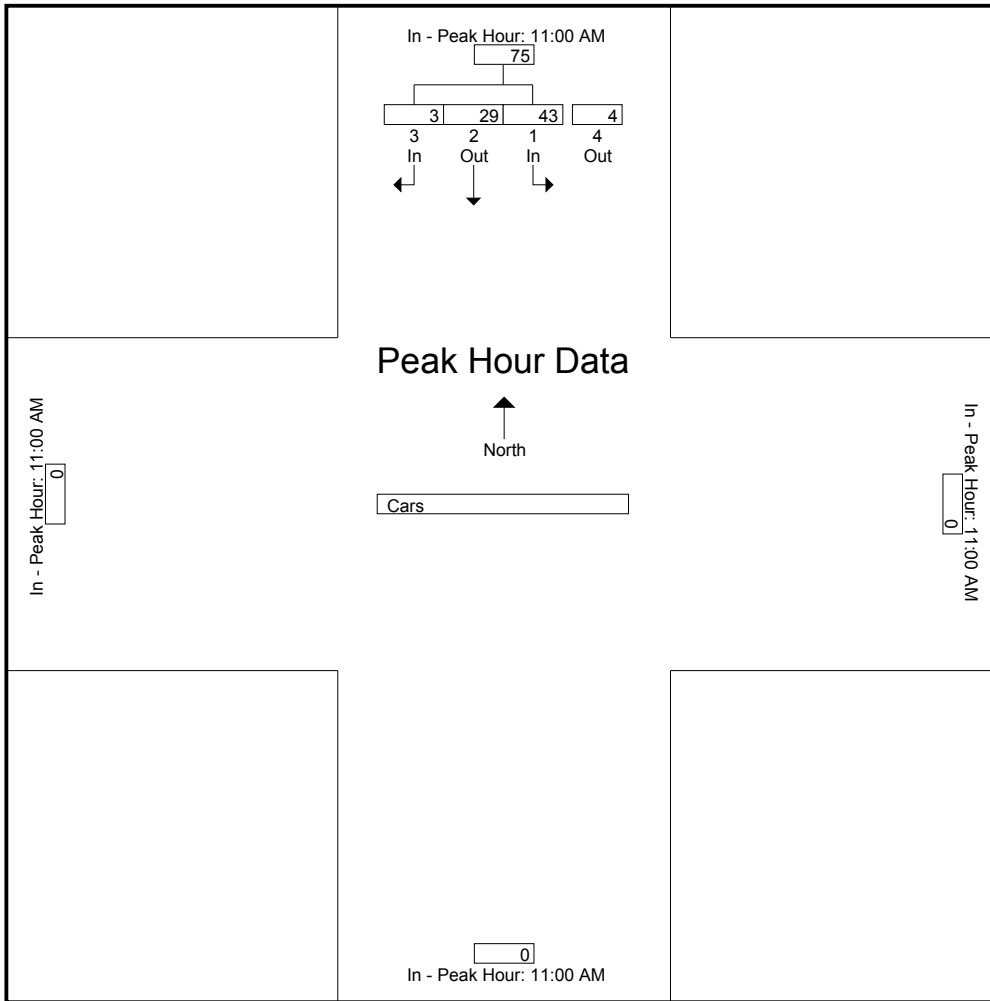 In - Peak Hour: 11:00 AM
75
3 29 43 4
3 2 1 4
In Out In Out
Peak Hour Data
North
In - Peak Hour: 11:00 AM
0
Cars
0
In - Peak Hour: 11:00 AM
0
In - Peak Hour: 11:00 AM